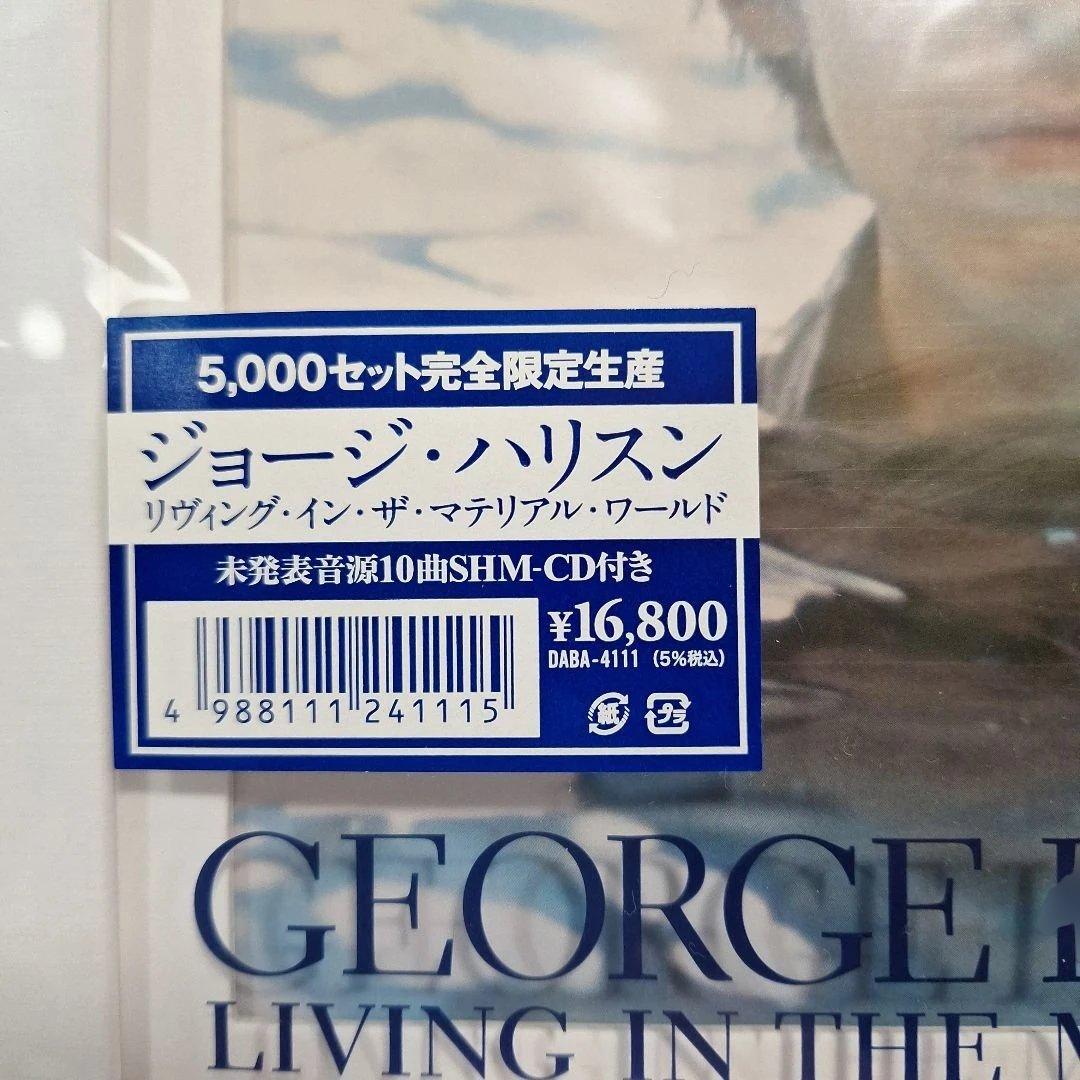 5,000セット完全限定生産
ジョージ・ハリスン
リヴィング・イン・ザ・マテリアル・ワールド
未発表音源10曲SHM-CD付き
¥16,800
DABA-4111 (5%税込)
4 988111 241115
紙 プラ
GEORGE
LIVING IN THE